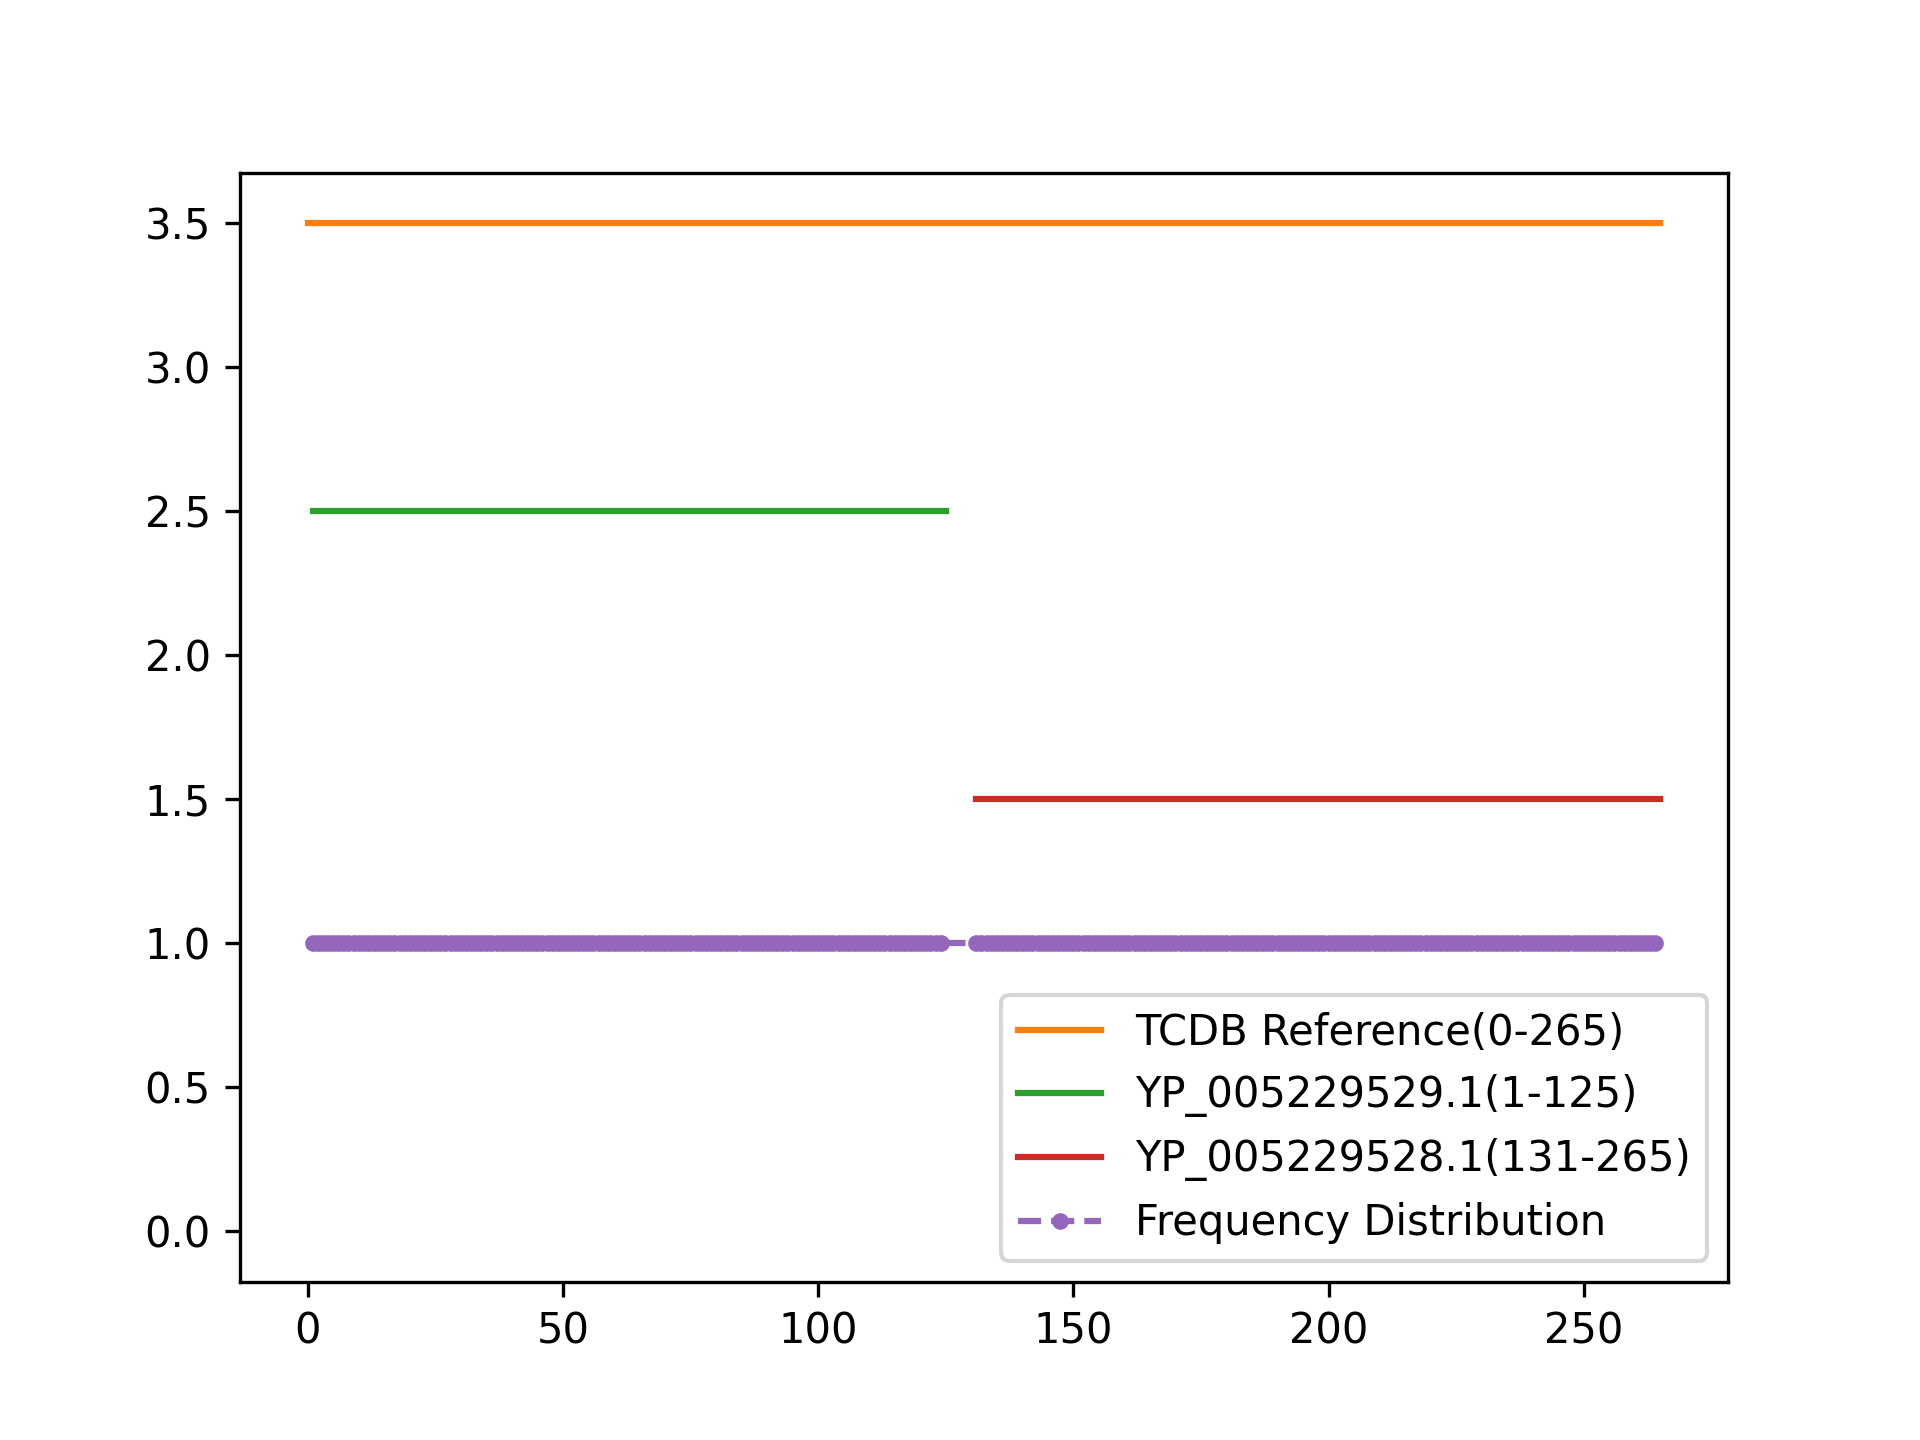 3.5
3.0
2.5
2.0
1.5
1.0
0.5
0.0
TCDB Reference(0-265)
YP_005229529.1(1-125)
YP_005229528.1(131-265)
Frequency Distribution
0 50 100 150 200 250